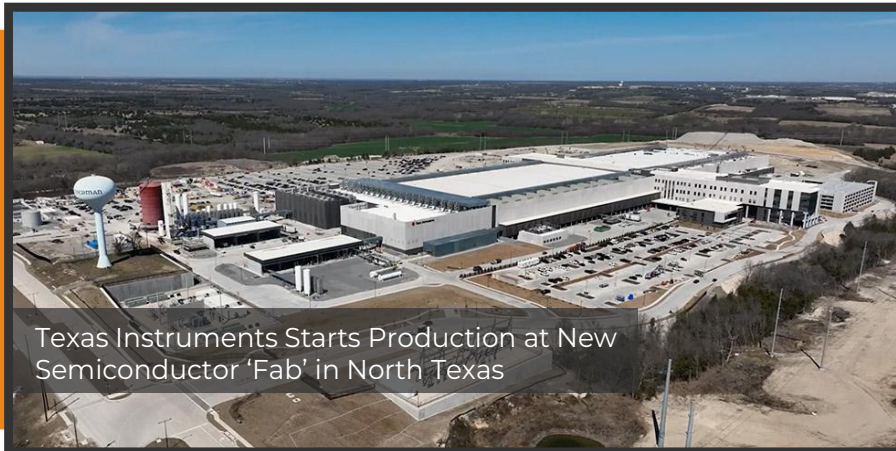 Texas Instruments Starts Production at New
Semiconductor ‘Fab’ in North Texas